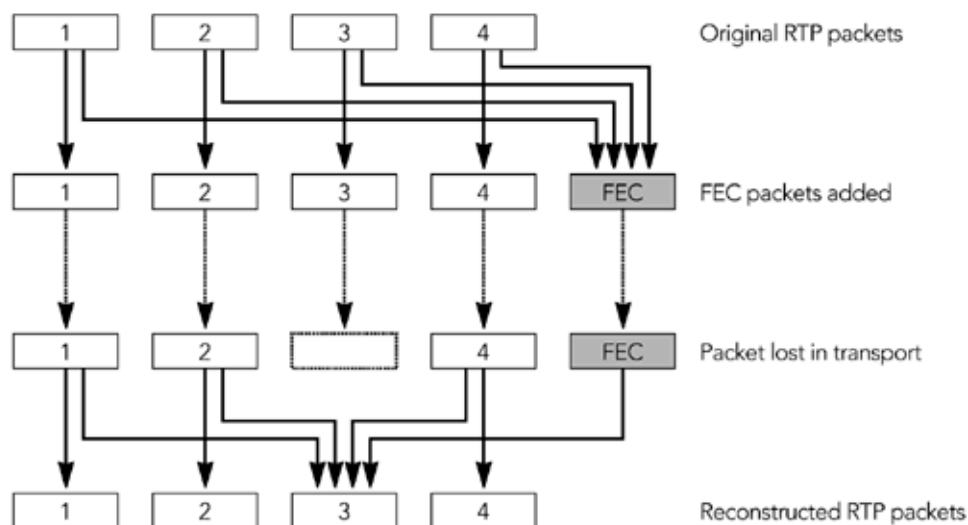 1 2 3 4 Original RTP packets
1 2 3 4 FEC FEC packets added
1 2 4 FEC Packet lost in transport
1 2 3 4 Reconstructed RTP packets